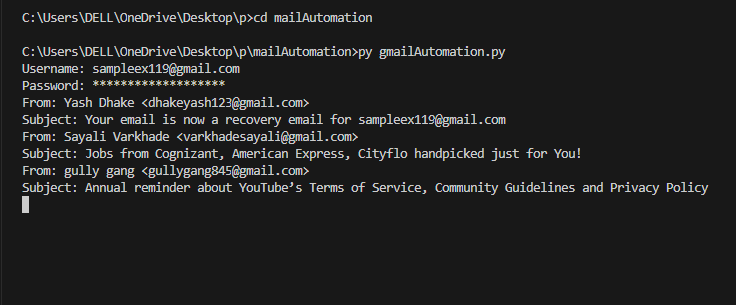 C:\Users\DELL\OneDrive\Desktop\p>cd mailAutomation
C:\Users\DELL\OneDrive\Desktop\p\mailAutomation>py gmailAutomation.py
Username: sampleex119@gmail.com
Password: *******************
From: Yash Dhake <dhakeyash123@gmail.com>
Subject: Your email is now a recovery email for sampleex119@gmail.com
From: Sayali Varkhade <varkhadesayali@gmail.com>
Subject: Jobs from Cognizant, American Express, Cityflo handpicked just for You!
From: gully gang <gullygang845@gmail.com>
Subject: Annual reminder about YouTube’s Terms of Service, Community Guidelines and Privacy Policy